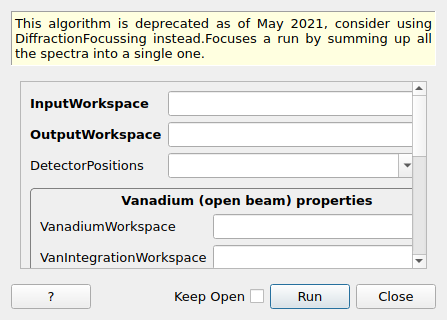 This algorithm is deprecated as of May 2021, consider using
DiffractionFocussing instead.Focuses a run by summing up all
the spectra into a single one.
InputWorkspace
OutputWorkspace
DetectorPositions
Vanadium (open beam) properties
VanadiumWorkspace
VanIntegrationWorkspace
? Keep Open Run Close